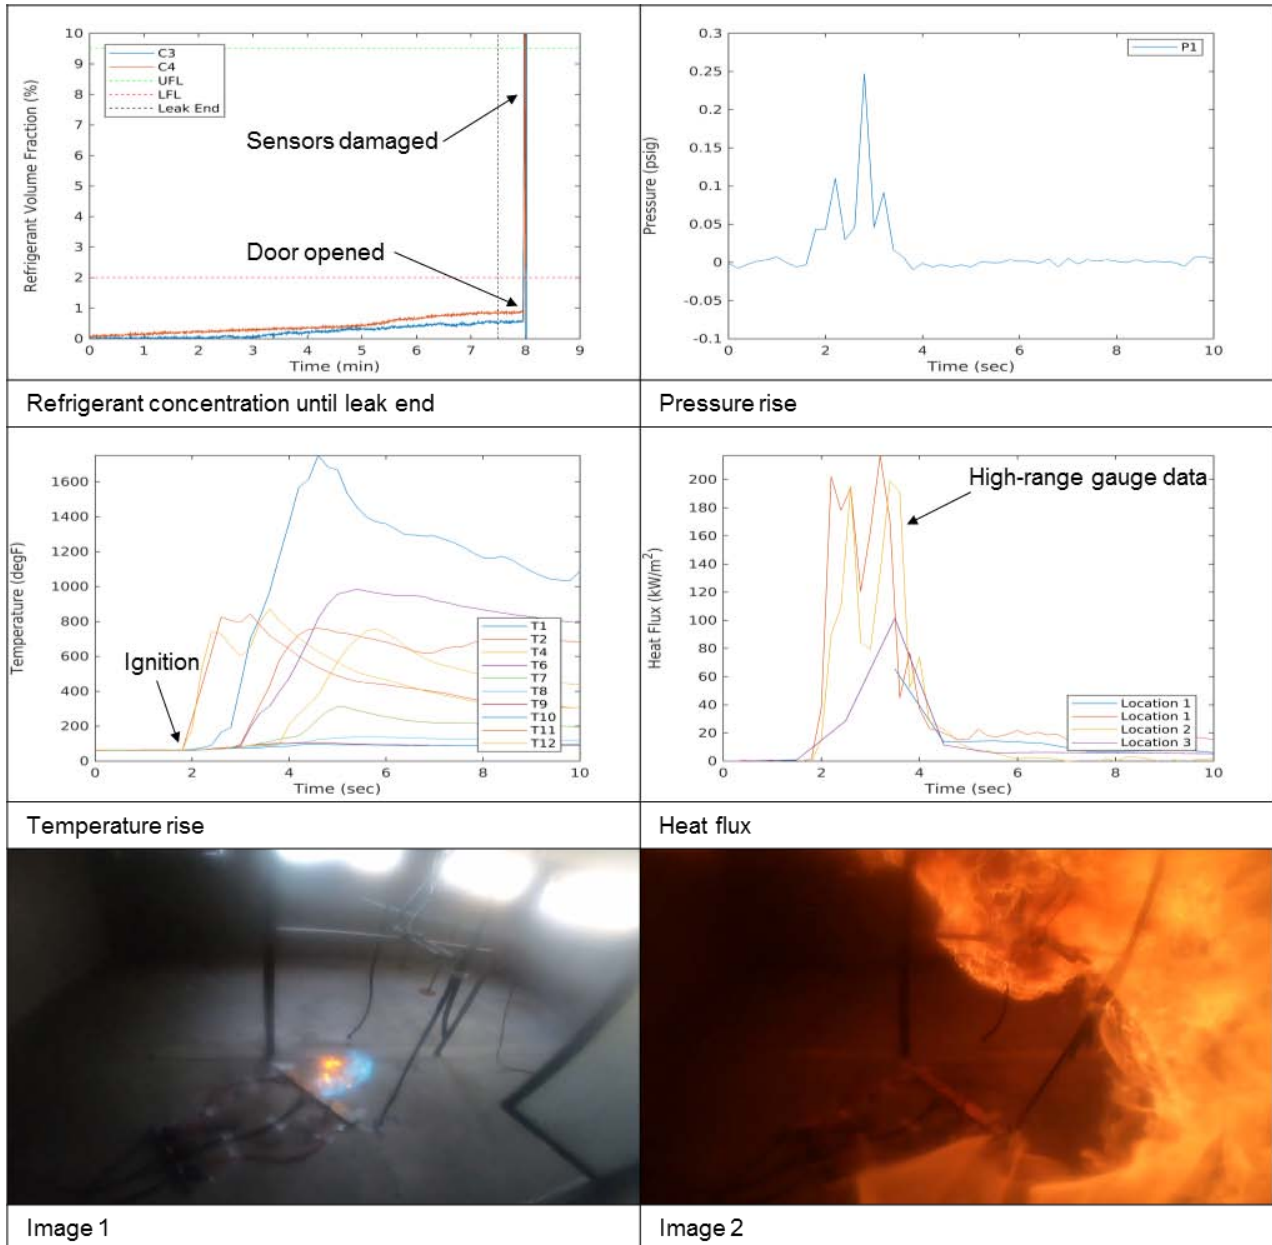 10
9
8
7
6
5
4
3
2
1
0
Refrigerant Volume Fraction (%)
C3
C4
UFL
LFL
Leak End
Sensors damaged
Door opened
0 1 2 3 4 5 6 7 8 9
Time (min)
Refrigerant concentration until leak end
0.3
0.25
0.2
0.15
0.1
0.05
0
-0.05
-0.1
Pressure (psig)
P1
0 2 4 6 8 10
Time (sec)
Pressure rise
1600
1400
1200
1000
800
600
400
200
0
Temperature (degF)
Ignition
T1
T2
T4
T6
T7
T8
T9
T10
T11
T12
0 2 4 6 8 10
Time (sec)
Temperature rise
200
180
160
140
120
100
80
60
40
20
0
Heat Flux (kW/m²)
High-range gauge data
Location 1
Location 1
Location 2
Location 3
0 2 4 6 8 10
Time (sec)
Heat flux
Image 1
Image 2